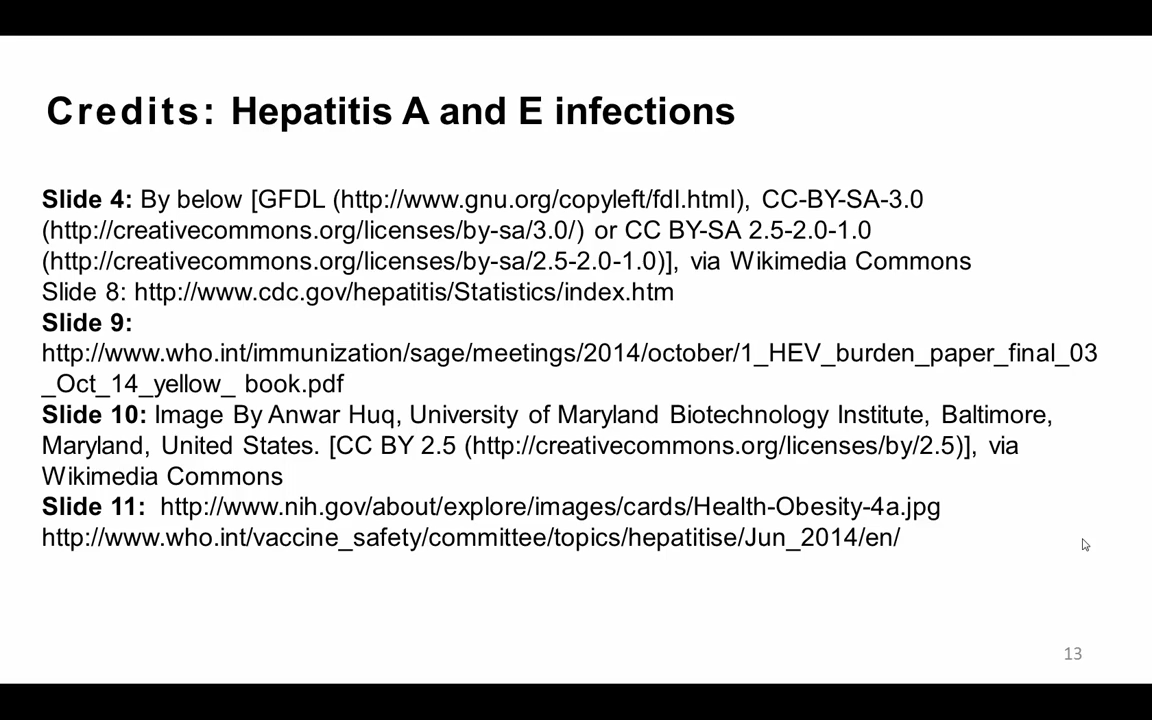 Credits: Hepatitis A and E infections
Slide 4: By below [GFDL (http://www.gnu.org/copyleft/fdl.html), CC-BY-SA-3.0
(http://creativecommons.org/licenses/by-sa/3.0/) or CC BY-SA 2.5-2.0-1.0
(http://creativecommons.org/licenses/by-sa/2.5-2.0-1.0)], via Wikimedia Commons
Slide 8: http://www.cdc.gov/hepatitis/Statistics/index.htm
Slide 9:
http://www.who.int/immunization/sage/meetings/2014/october/1_HEV_burden_paper_final_03
_Oct_14_yellow_ book.pdf
Slide 10: Image By Anwar Huq, University of Maryland Biotechnology Institute, Baltimore,
Maryland, United States. [CC BY 2.5 (http://creativecommons.org/licenses/by/2.5)], via
Wikimedia Commons
Slide 11: http://www.nih.gov/about/explore/images/cards/Health-Obesity-4a.jpg
http://www.who.int/vaccine_safety/committee/topics/hepatitise/Jun_2014/en/
13